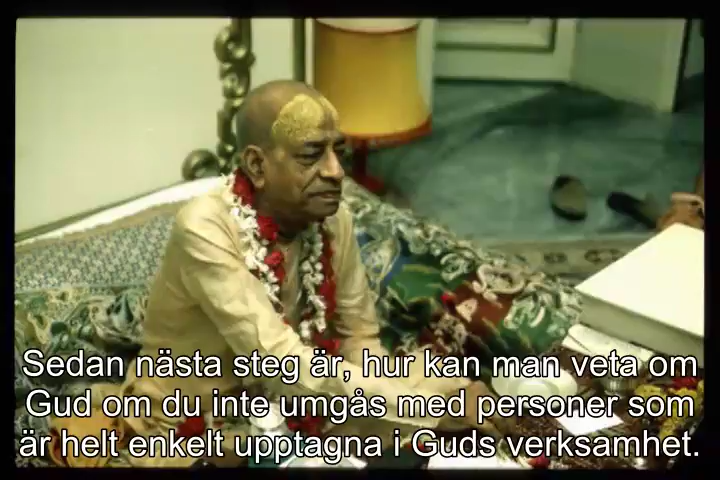 Sedan nästa steg är, hur kan man veta om
Gud om du inte umgås med personer som
är helt enkelt upptagna i Guds verksamhet.